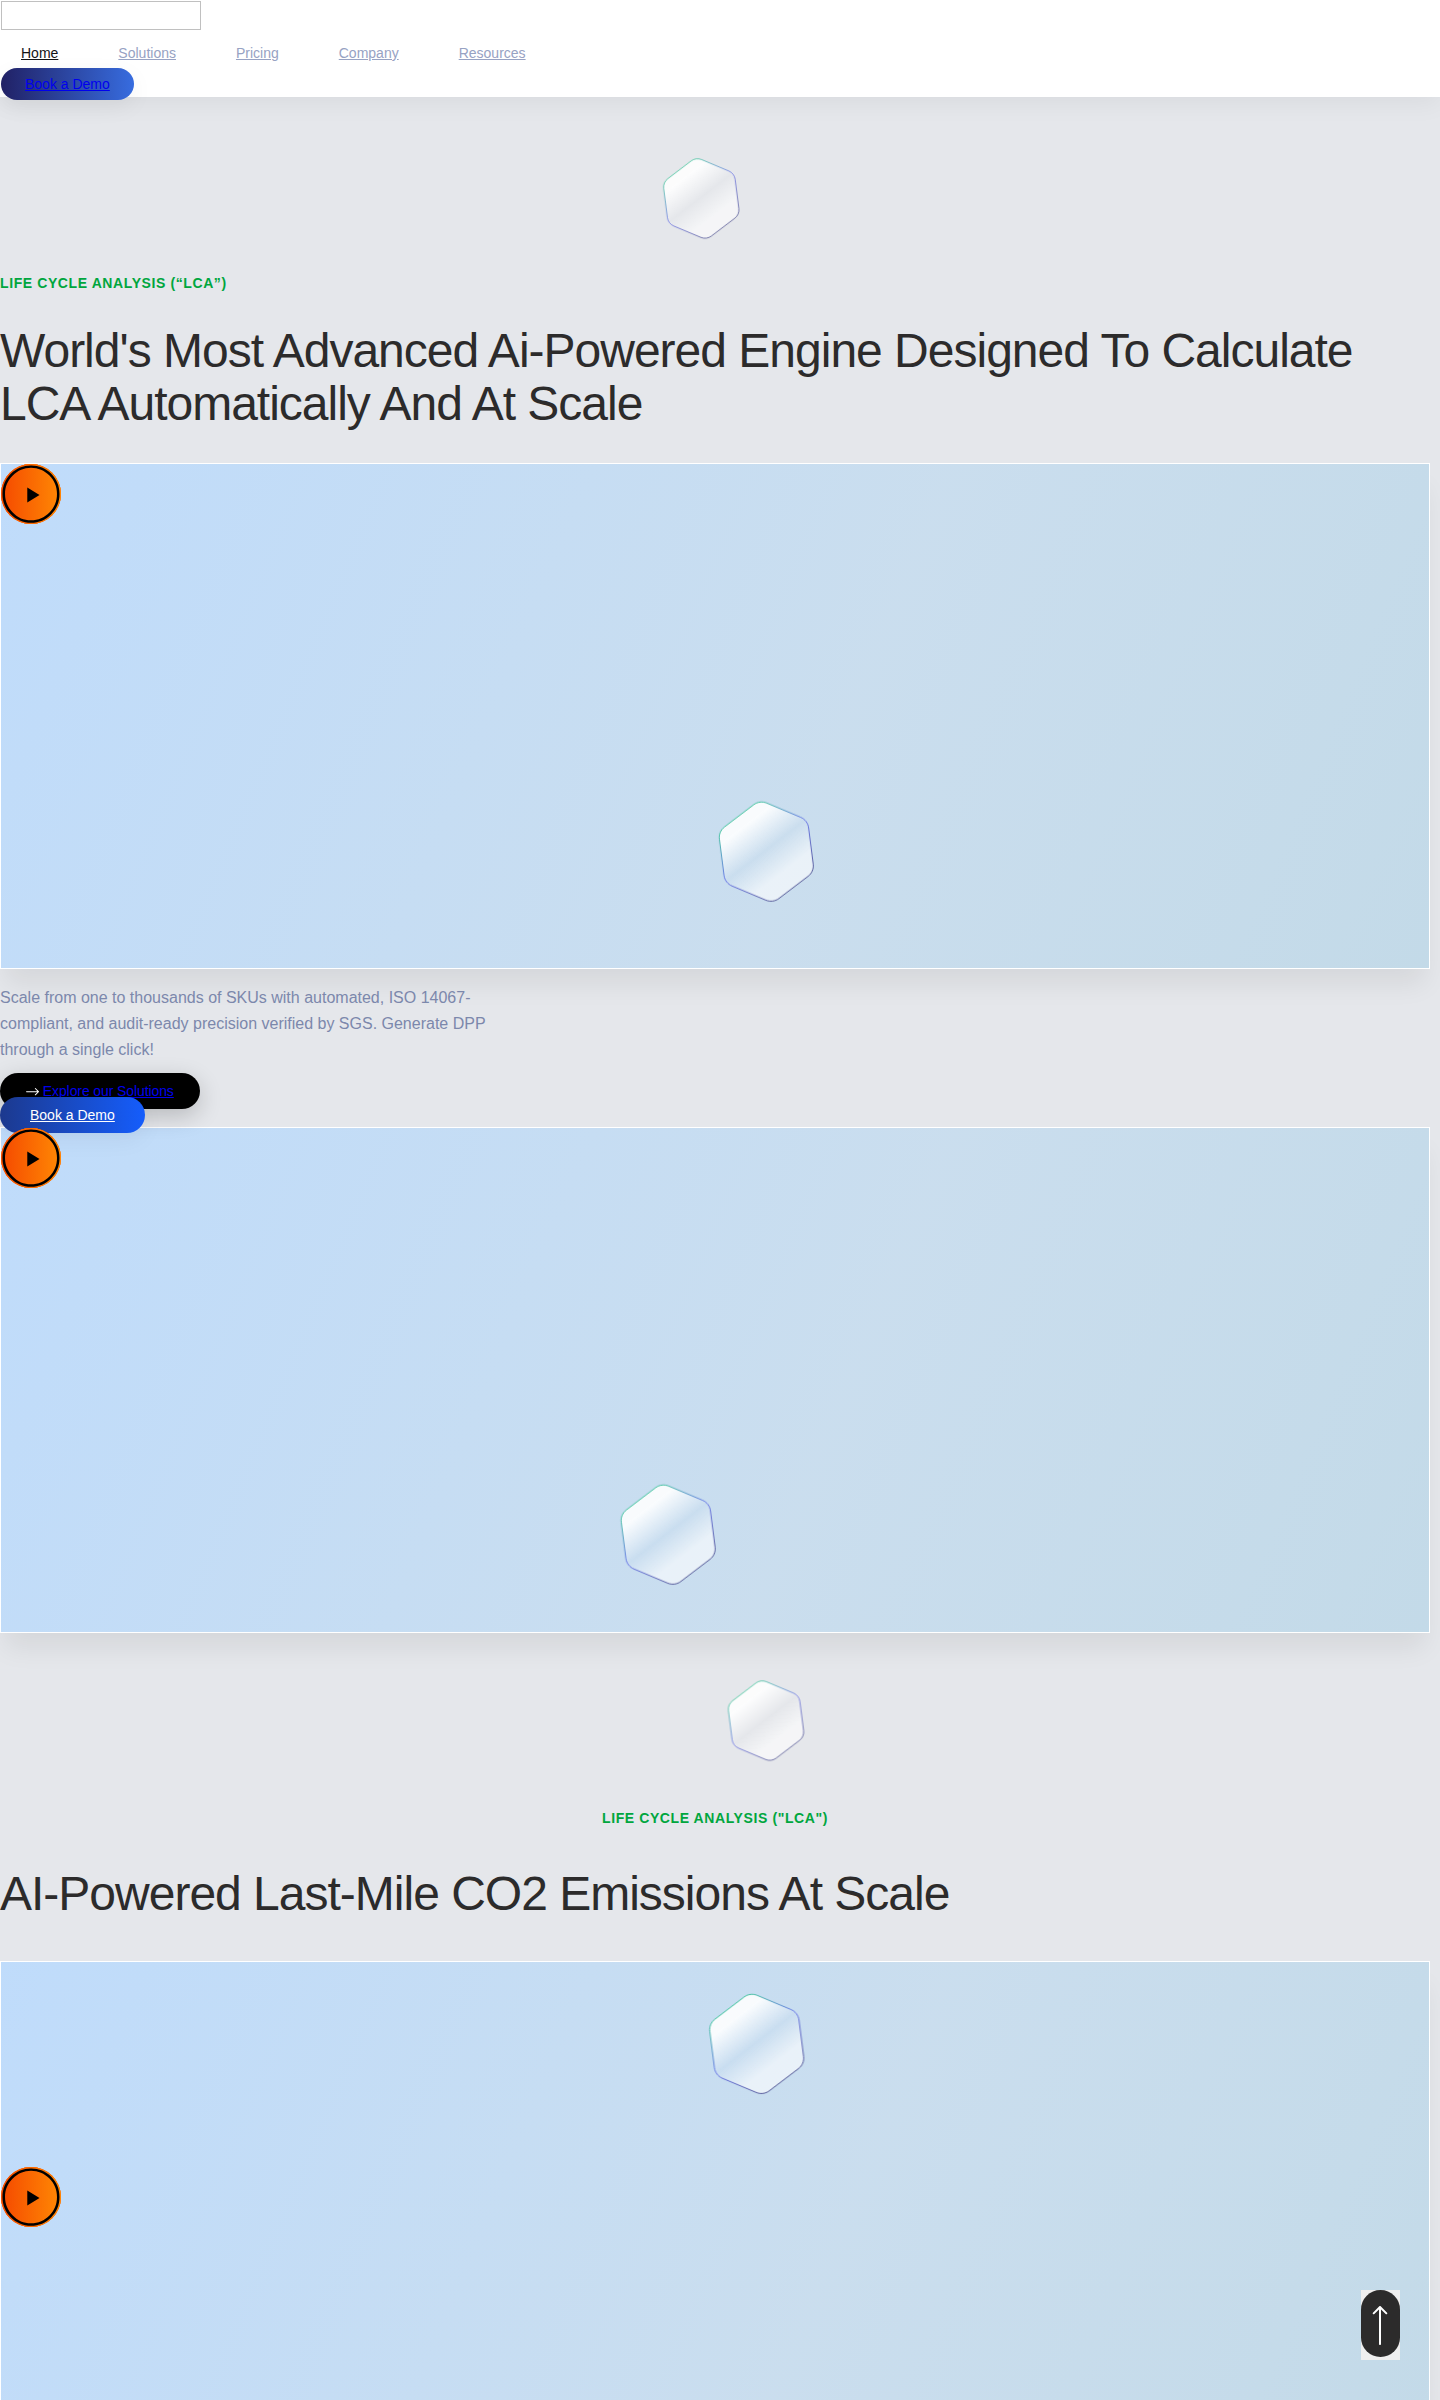 Home
Solutions
Pricing
Company
Resources
Book a Demo
LIFE CYCLE ANALYSIS (“LCA”)
World's Most Advanced Ai-Powered Engine Designed To Calculate
LCA Automatically And At Scale
Scale from one to thousands of SKUs with automated, ISO 14067-
compliant, and audit-ready precision verified by SGS. Generate DPP
through a single click!
Explore our Solutions
Book a Demo
LIFE CYCLE ANALYSIS ("LCA")
AI-Powered Last-Mile CO2 Emissions At Scale